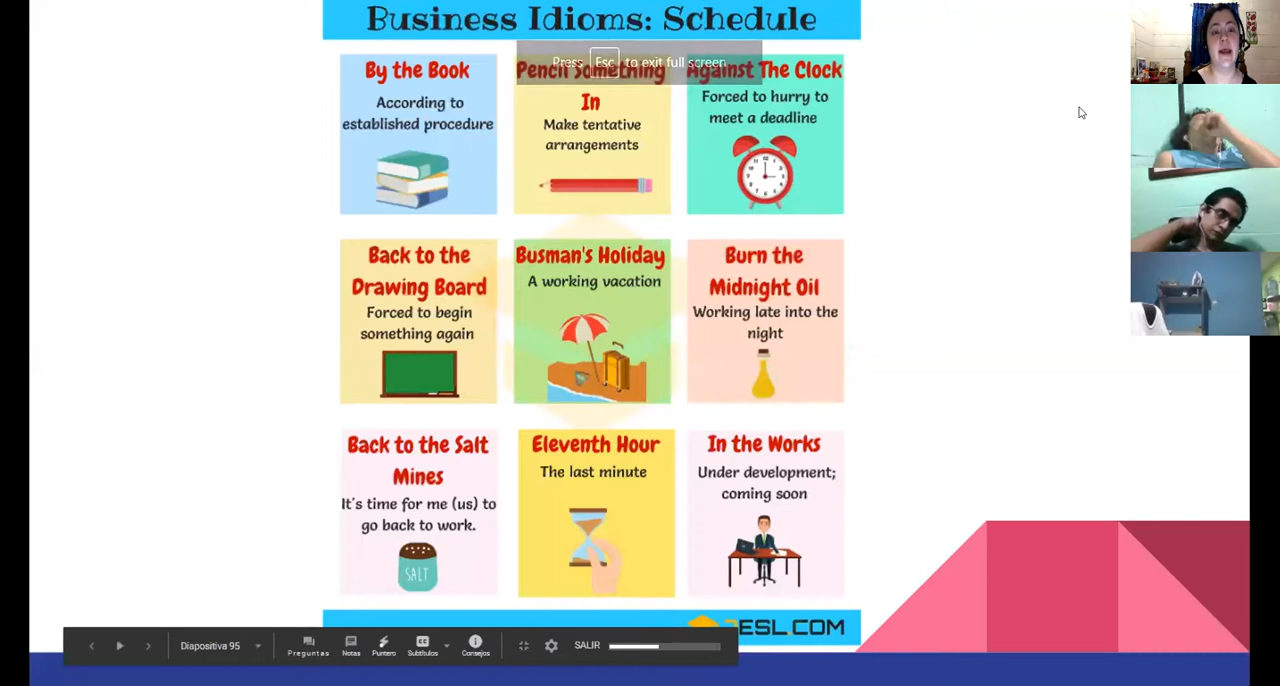 Business Idioms: Schedule
Press Esc to exit full screen
By the Book
According to
established procedure
Pencil Something
In
Make tentative
arrangements
Against The Clock
Forced to hurry to
meet a deadline
Back to the
Drawing Board
Forced to begin
something again
Busman's Holiday
A working vacation
Burn the
Midnight Oil
Working late into the
night
Back to the Salt
Mines
It's time for me (us) to
go back to work.
SALT
Eleventh Hour
The last minute
In the Works
Under development;
coming soon
ESL.COM
Diapositiva 95
Preguntas
Notas
Puntero
Subtítulos
Consejos
SALIR